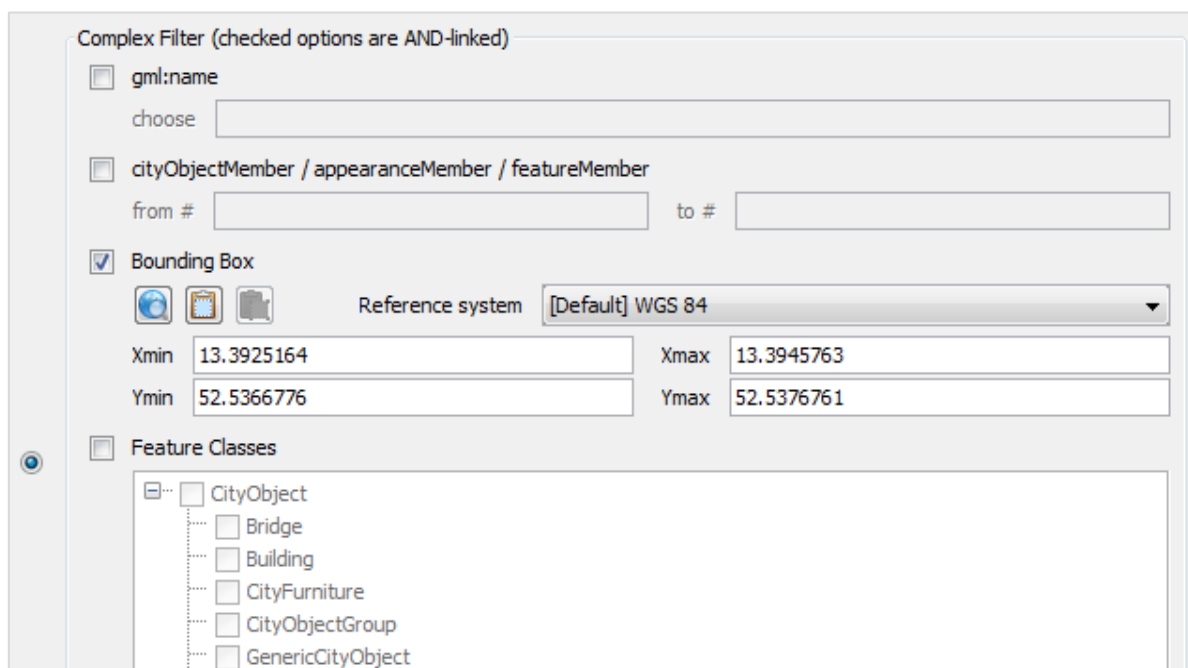 Complex Filter (checked options are AND-linked)
gml:name
choose
cityObjectMember / appearanceMember / featureMember
from # to #
Bounding Box
Reference system [Default] WGS 84
Xmin 13.3925164 Xmax 13.3945763
Ymin 52.5366776 Ymax 52.5376761
Feature Classes
CityObject
Bridge
Building
CityFurniture
CityObjectGroup
GenericCityObject